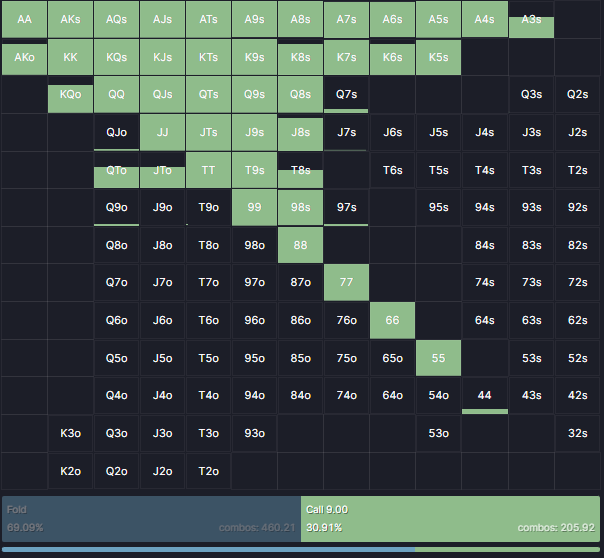 AA AKs AQs AJs ATs A9s A8s A7s A6s A5s A4s A3s
AKo KK KQs KJs KTs K9s K8s K7s K6s K5s
KQo QQ QJs QTs Q9s Q8s Q7s Q3s Q2s
QJo JJ JTs J9s J8s J7s J6s J5s J4s J3s J2s
QTo JTo TT T9s T8s T6s T5s T4s T3s T2s
Q9o J9o T9o 99 98s 97s 95s 94s 93s 92s
Q8o J8o T8o 98o 88 84s 83s 82s
Q7o J7o T7o 97o 87o 77 74s 73s 72s
Q6o J6o T6o 96o 86o 76o 66 64s 63s 62s
Q5o J5o T5o 95o 85o 75o 65o 55 53s 52s
Q4o J4o T4o 94o 84o 74o 64o 54o 44 43s 42s
K3o Q3o J3o T3o 93o 53o 32s
K2o Q2o J2o T2o
Fold Call 9.00
69.09% combos: 460.21 30.91% combos: 205.92